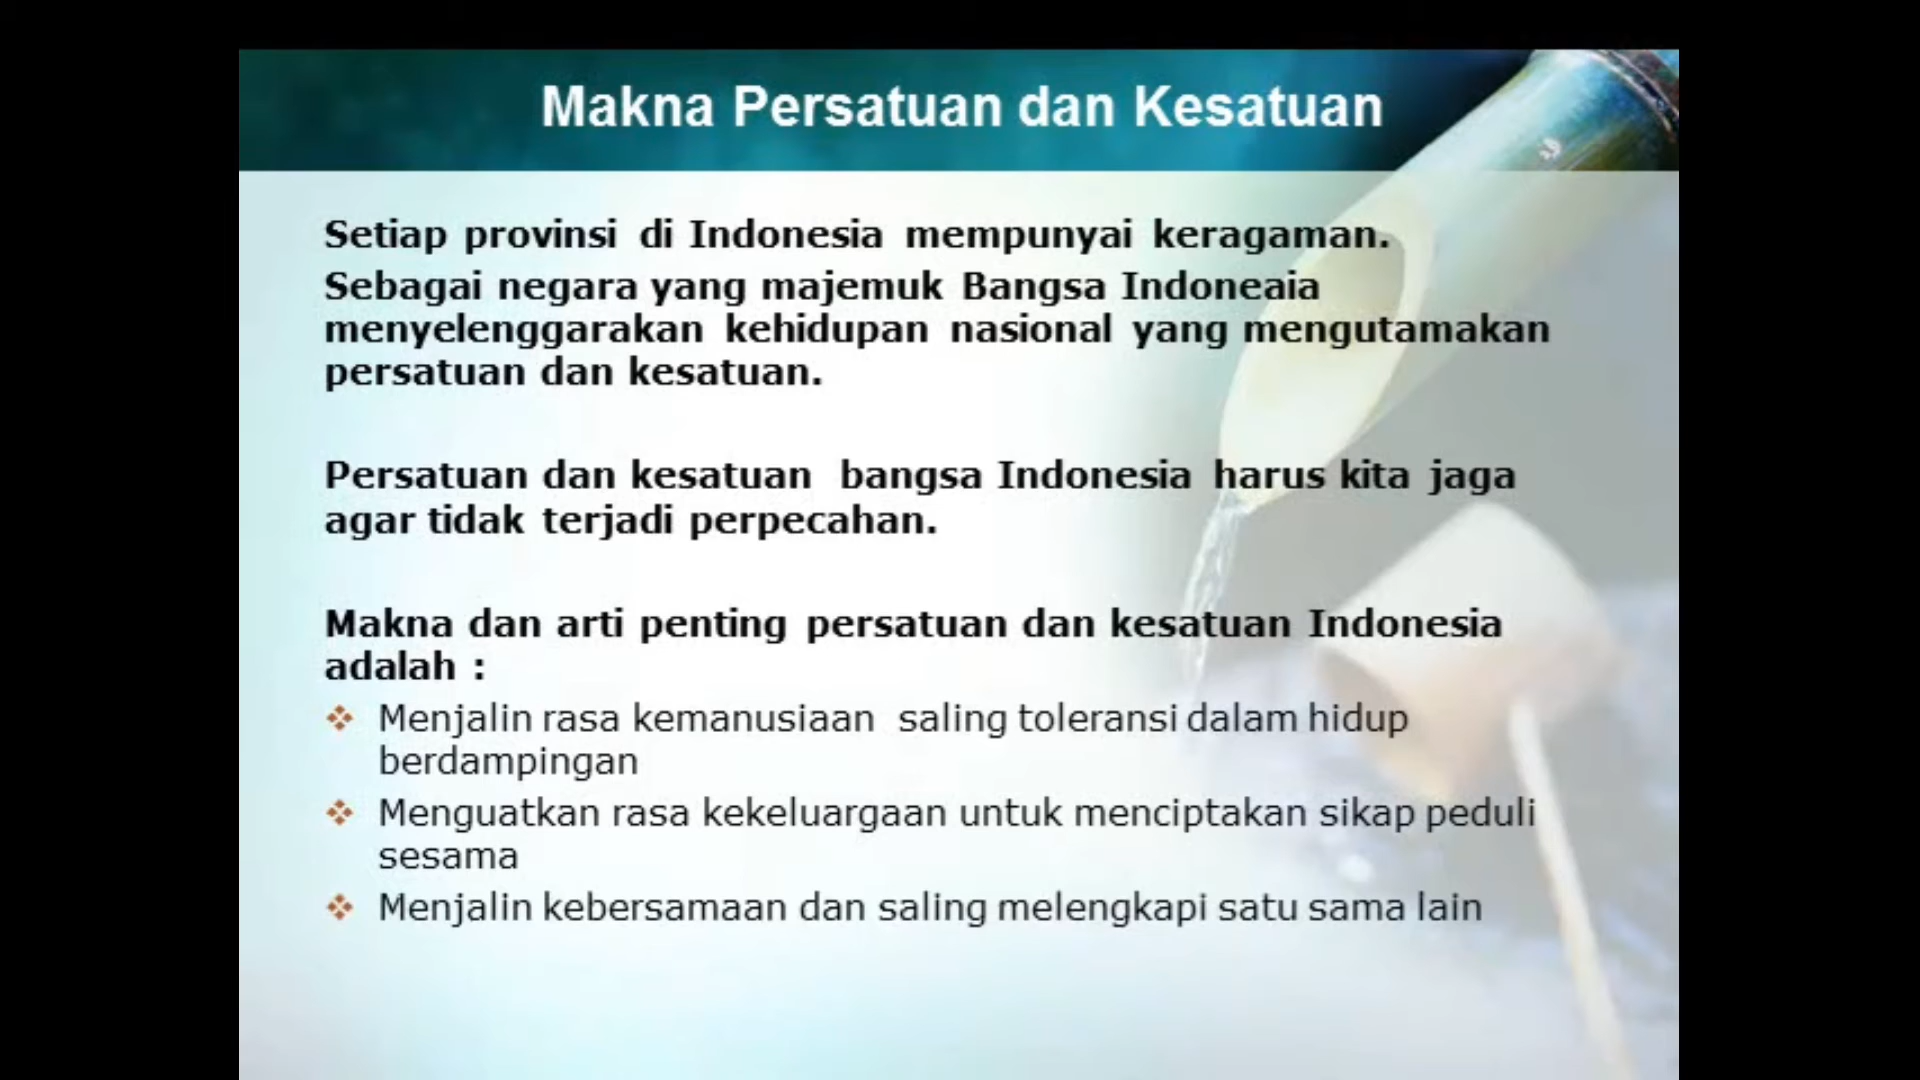 Makna Persatuan dan Kesatuan
Setiap provinsi di Indonesia mempunyai keragaman.
Sebagai negara yang majemuk Bangsa Indoneaia
menyelenggarakan kehidupan nasional yang mengutamakan
persatuan dan kesatuan.
Persatuan dan kesatuan bangsa Indonesia harus kita jaga
agar tidak terjadi perpecahan.
Makna dan arti penting persatuan dan kesatuan Indonesia
adalah :
❖ Menjalin rasa kemanusiaan saling toleransi dalam hidup
berdampingan
❖ Menguatkan rasa kekeluargaan untuk menciptakan sikap peduli
sesama
❖ Menjalin kebersamaan dan saling melengkapi satu sama lain